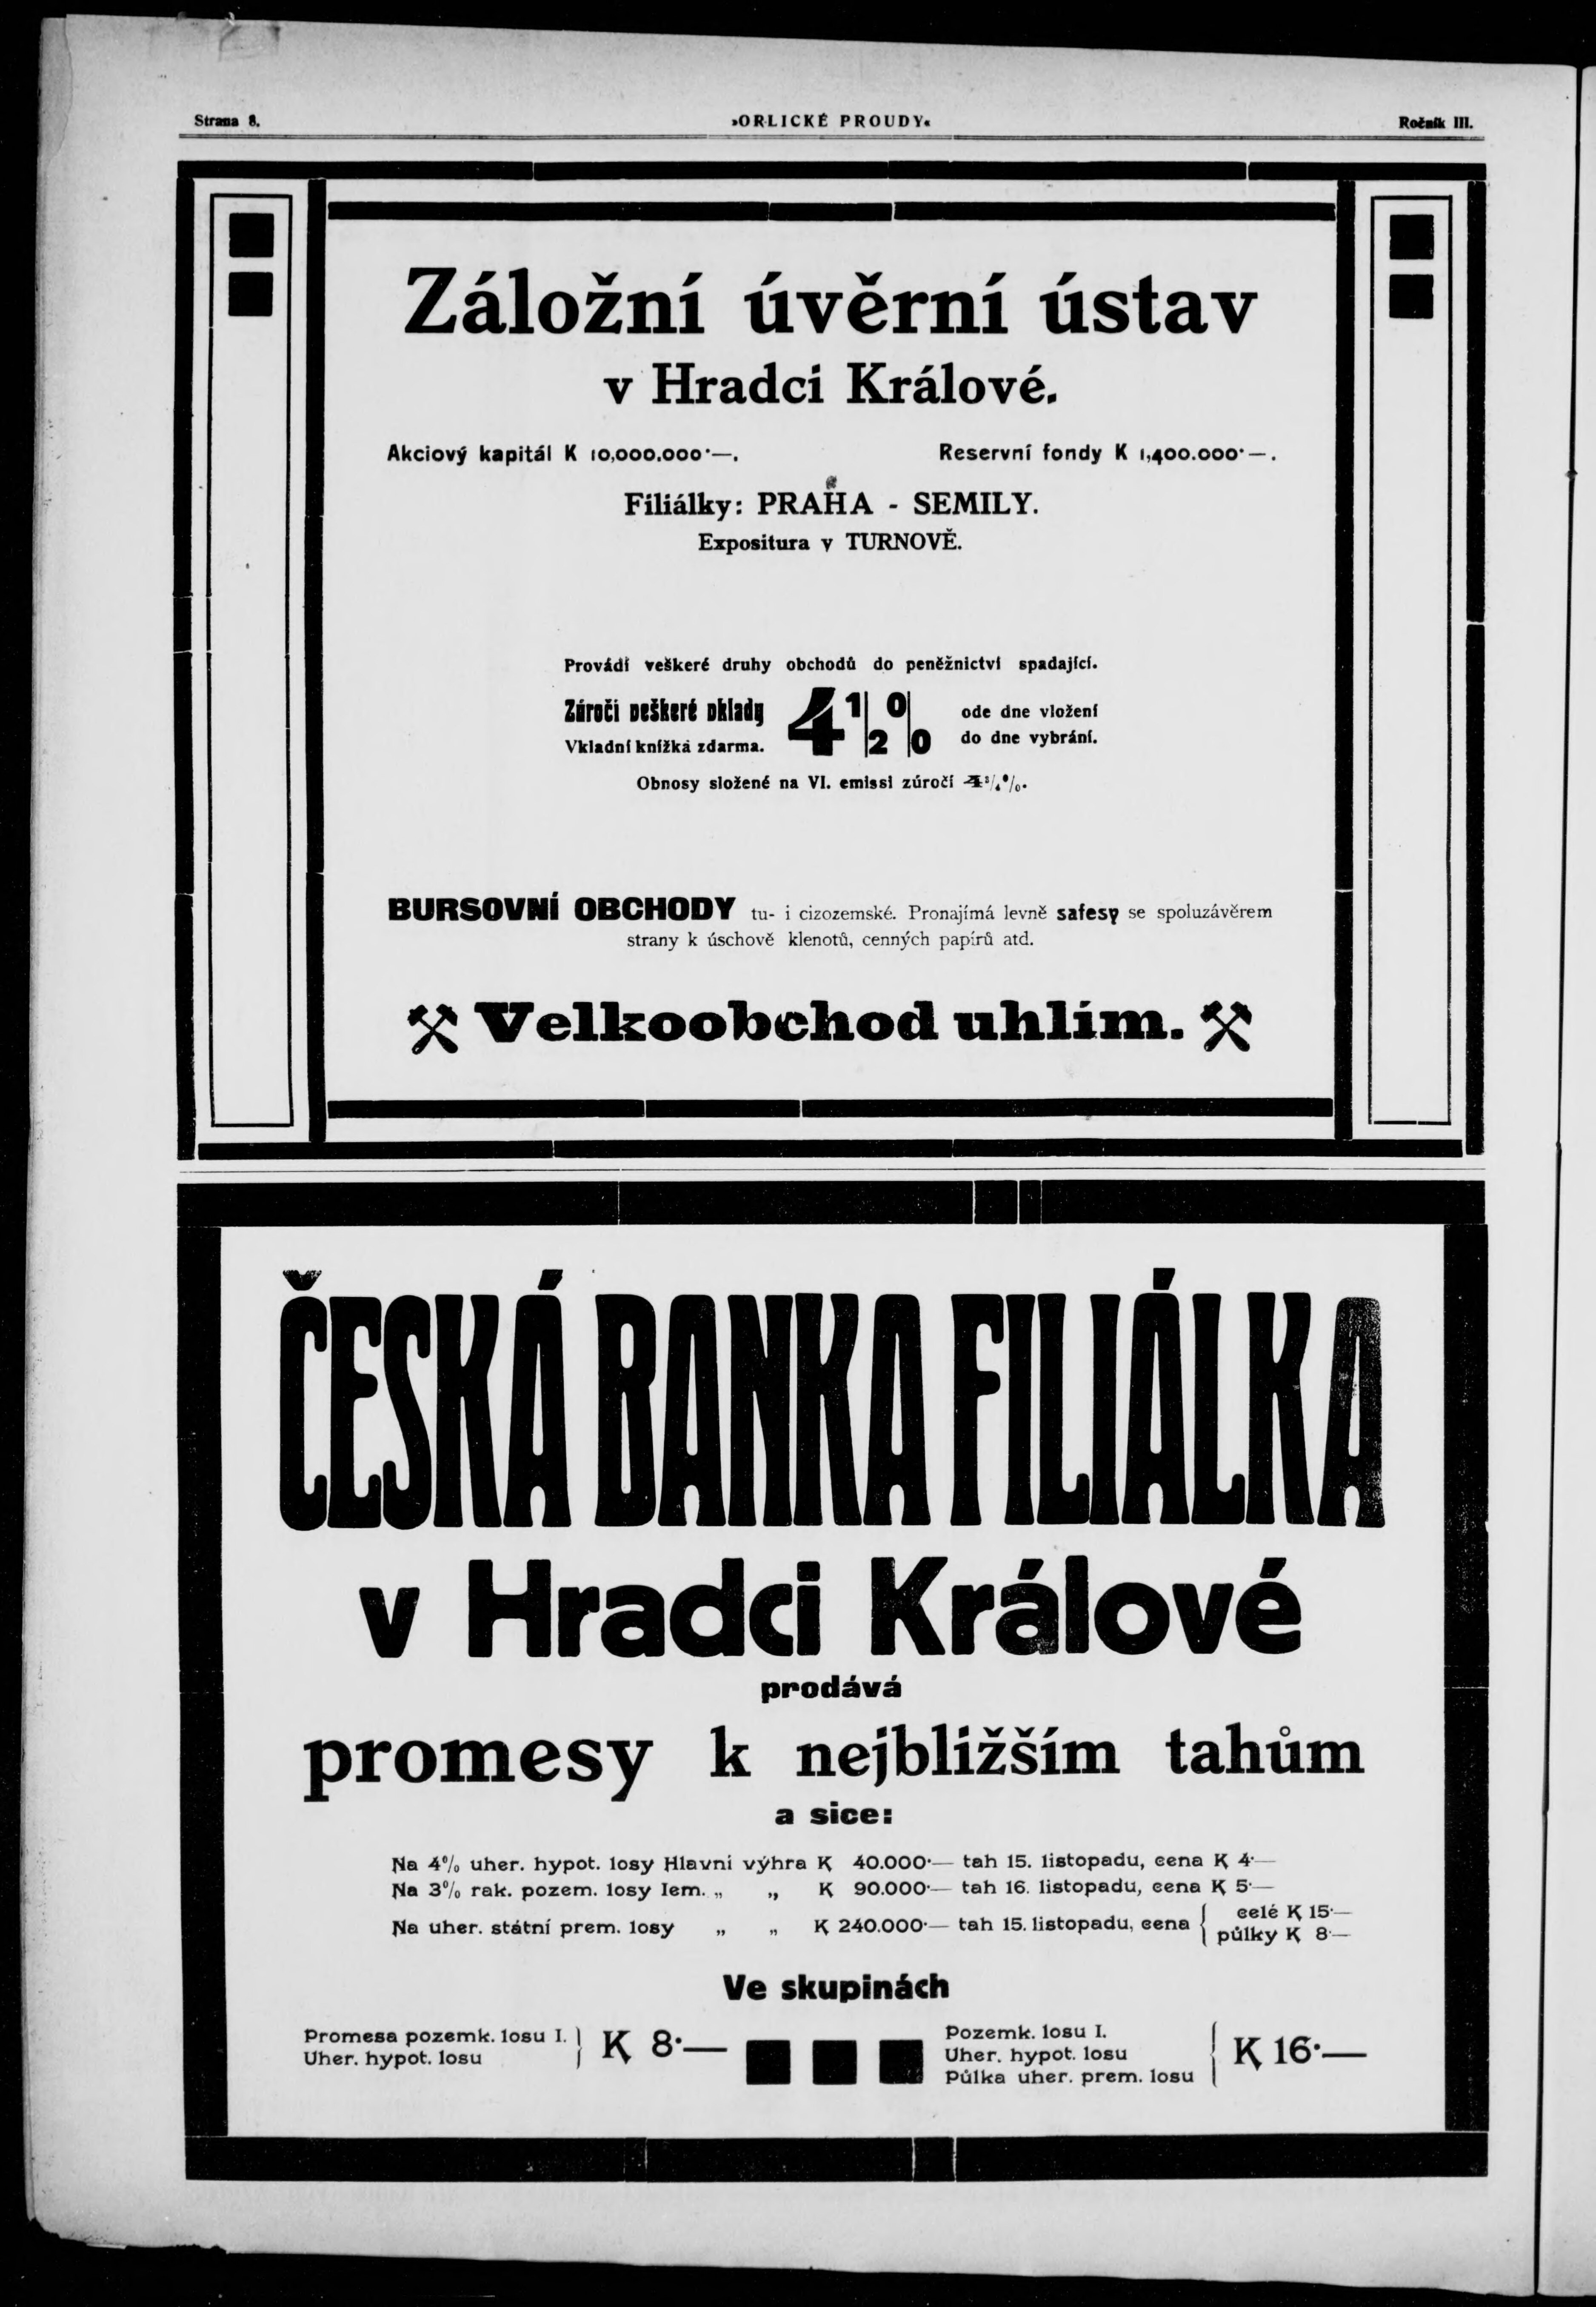 Strana 8.
»ORLICKÉ PROUDY«
Ročník III.
Záložní úvěrní ústav
v Hradci Králové.
Akciový kapitál K 10,000.000·—.
Reservní fondy K 1,400.000·—.
Filiálky: PRAHA - SEMILY.
Expositura v TURNOVĚ.
Provádí veškeré druhy obchodů do peněžnictví spadající.
Zúročí veškeré vklady 4 1/2 % ode dne vložení
Vkladní knížka zdarma. do dne vybrání.
Obnosy složené na VI. emissi zúročí 4 3/4 %.
BURSOVNÍ OBCHODY tu- i cizozemské. Pronajímá levně safesy se spoluzávěrem
strany k úschově klenotů, cenných papírů atd.
Velkoobchod uhlím.
ČESKÁ BANKA FILIÁLKA
v Hradci Králové
prodává
promesy k nejbližším tahům
a sice:
Na 4% uher. hypot. losy Hlavní výhra K 40.000·— tah 15. listopadu, cena K 4·—
Na 3% rak. pozem. losy Iem. „ „ K 90.000·— tah 16. listopadu, cena K 5·—
Na uher. státní prem. losy „ „ K 240.000·— tah 15. listopadu, cena { celé K 15·—
půlky K 8·—
Ve skupinách
Promesa pozemk. losu I. } K 8·—
Uher. hypot. losu
Pozemk. losu I.
Uher. hypot. losu { K 16·—
Půlka uher. prem. losu